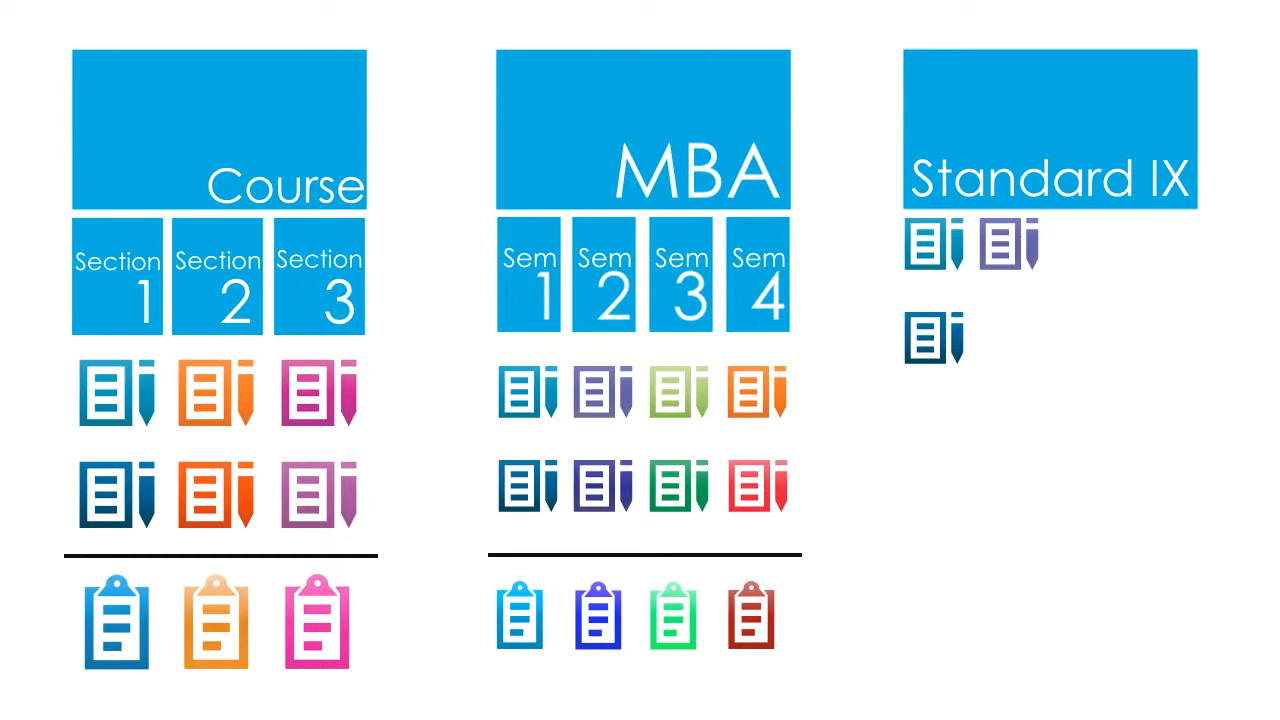 Course
Section
1
Section
2
Section
3
MBA
Sem
1
Sem
2
Sem
3
Sem
4
Standard IX